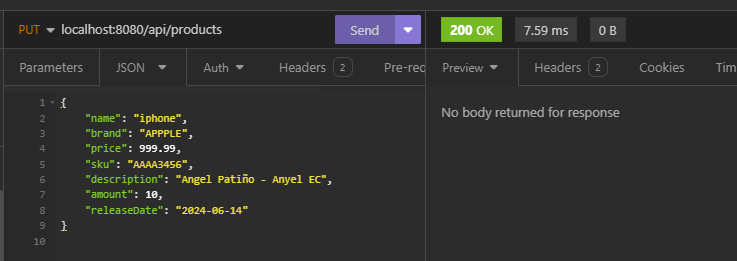 PUT localhost:8080/api/products Send 200 OK 7.59 ms 0 B
Parameters JSON Auth Headers 2 Pre-req Preview Headers 2 Cookies Tim
1 {
2 "name": "iphone",
3 "brand": "APPPLE",
4 "price": 999.99,
5 "sku": "AAAA3456",
6 "description": "Angel Patiño - Anyel EC",
7 "amount": 10,
8 "releaseDate": "2024-06-14"
9 }
10
No body returned for response